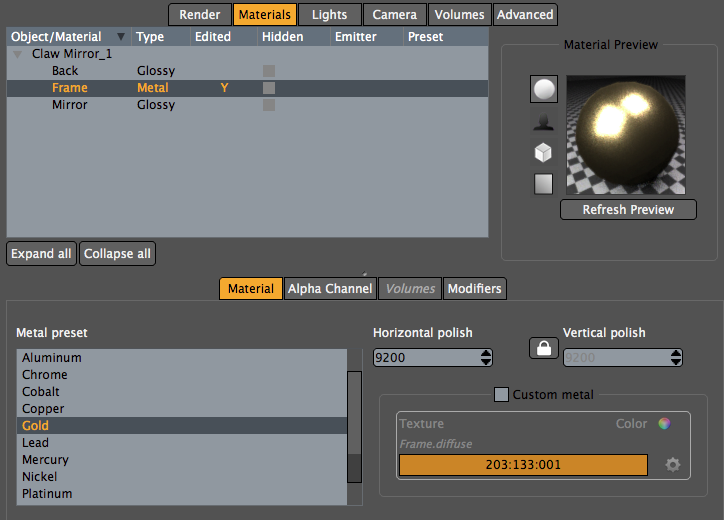 Render Materials Lights Camera Volumes Advanced
Object/Material Type Edited Hidden Emitter Preset
Claw Mirror_1
Back Glossy
Frame Metal Y
Mirror Glossy
Material Preview
Refresh Preview
Expand all Collapse all
Material Alpha Channel Volumes Modifiers
Metal preset
Aluminum
Chrome
Cobalt
Copper
Gold
Lead
Mercury
Nickel
Platinum
Horizontal polish Vertical polish
9200 9200
Custom metal
Texture Color
Frame.diffuse
203:133:001